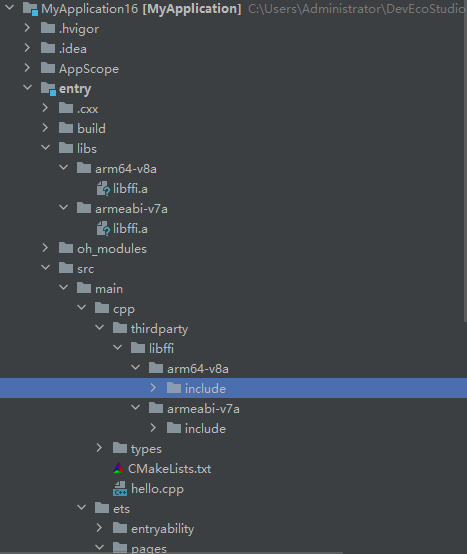 MyApplication16 [MyApplication] C:\Users\Administrator\DevEcoStudio
.hvigor
.idea
AppScope
entry
.cxx
build
libs
arm64-v8a
libffi.a
armeabi-v7a
libffi.a
oh_modules
src
main
cpp
thirdparty
libffi
arm64-v8a
include
armeabi-v7a
include
types
CMakeLists.txt
hello.cpp
ets
entryability
pages